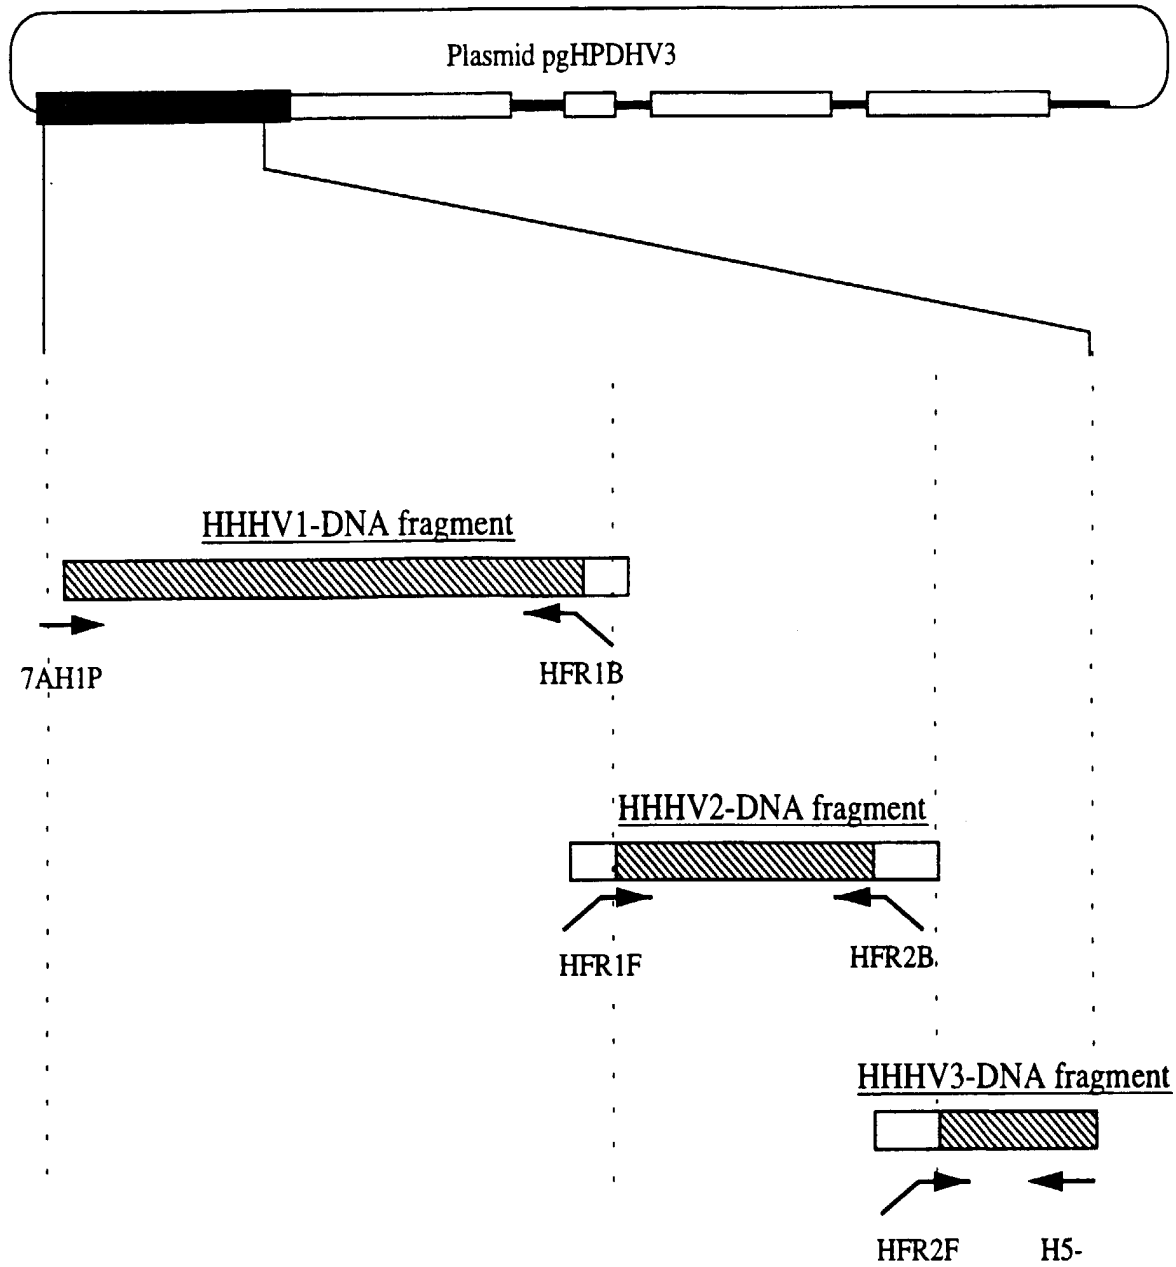 Plasmid pgHPDHV3
HHHV1-DNA fragment
7AH1P
HFR1B
HHHV2-DNA fragment
HFR1F
HFR2B
HHHV3-DNA fragment
HFR2F
H5-